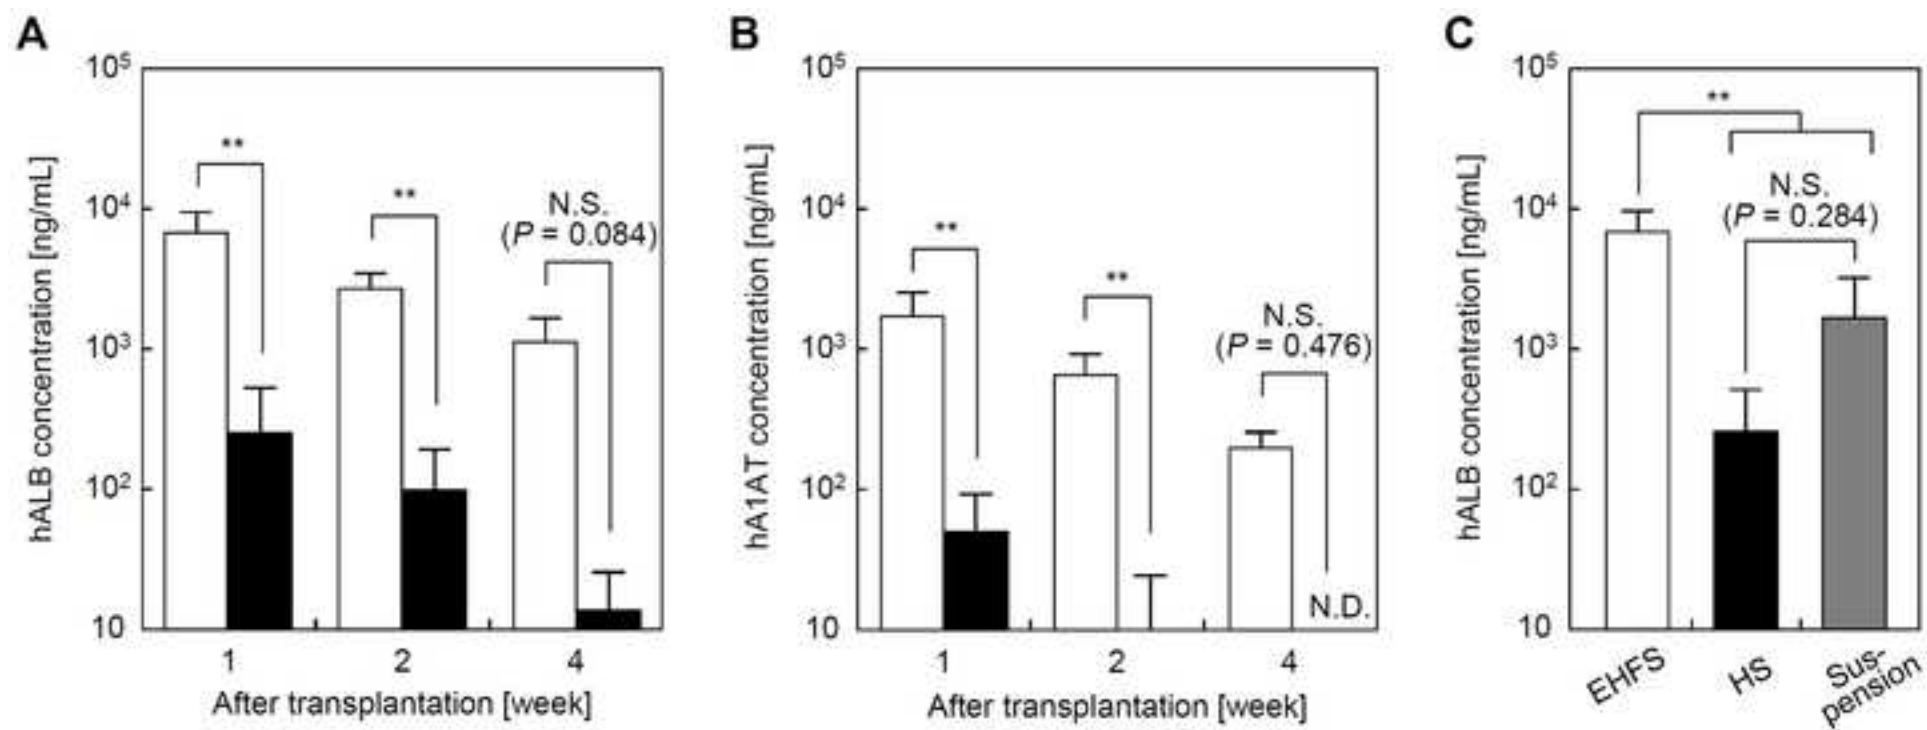 A
hALB concentration [ng/mL]
10⁵
10⁴
10³
10²
10
**
**
N.S.
(P = 0.084)
1
2
4
After transplantation [week]
B
hA1AT concentration [ng/mL]
10⁵
10⁴
10³
10²
10
**
**
N.S.
(P = 0.476)
N.D.
1
2
4
After transplantation [week]
C
hALB concentration [ng/mL]
10⁵
10⁴
10³
10²
10
**
N.S.
(P = 0.284)
EHFS
HS
Sus-
pension